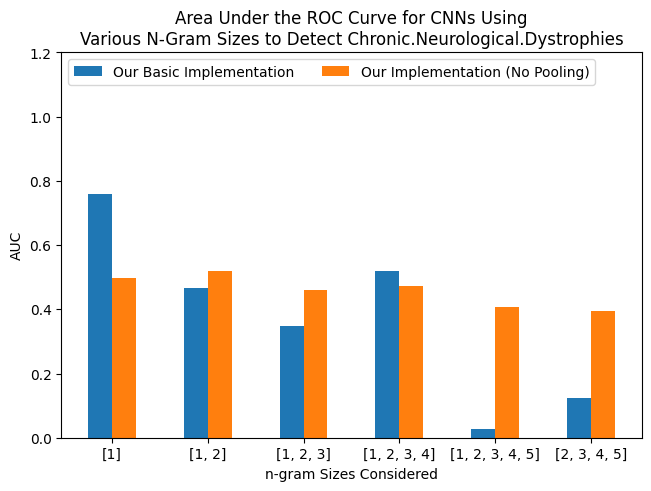 Area Under the ROC Curve for CNNs Using
Various N-Gram Sizes to Detect Chronic.Neurological.Dystrophies
Our Basic Implementation
Our Implementation (No Pooling)
AUC
1.2
1.0
0.8
0.6
0.4
0.2
0.0
[1]
[1, 2]
[1, 2, 3]
[1, 2, 3, 4]
[1, 2, 3, 4, 5]
[2, 3, 4, 5]
n-gram Sizes Considered